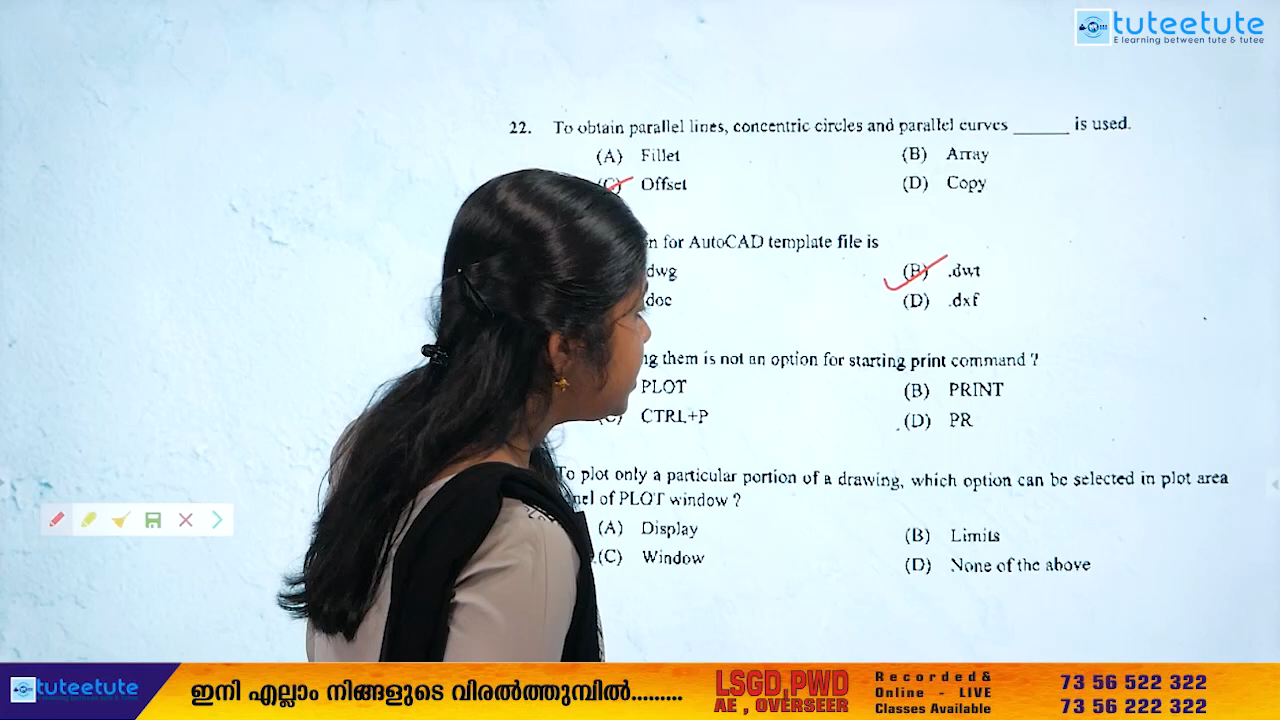 tuteetute
E learning between tute & tutee
22. To obtain parallel lines, concentric circles and parallel curves ______ is used.
(A) Fillet (B) Array
(C) Offset (D) Copy
n for AutoCAD template file is
dwg (B) .dwt
doc (D) .dxf
ng them is not an option for starting print command ?
PLOT (B) PRINT
(C) CTRL+P (D) PR
To plot only a particular portion of a drawing, which option can be selected in plot area
nel of PLOT window ?
(A) Display (B) Limits
(C) Window (D) None of the above
tuteetute
ഇനി എല്ലാം നിങ്ങളുടെ വിരൽത്തുമ്പിൽ.........
LSGD,PWD
AE , OVERSEER
Recorded &
Online - LIVE
Classes Available
73 56 522 322
73 56 222 322